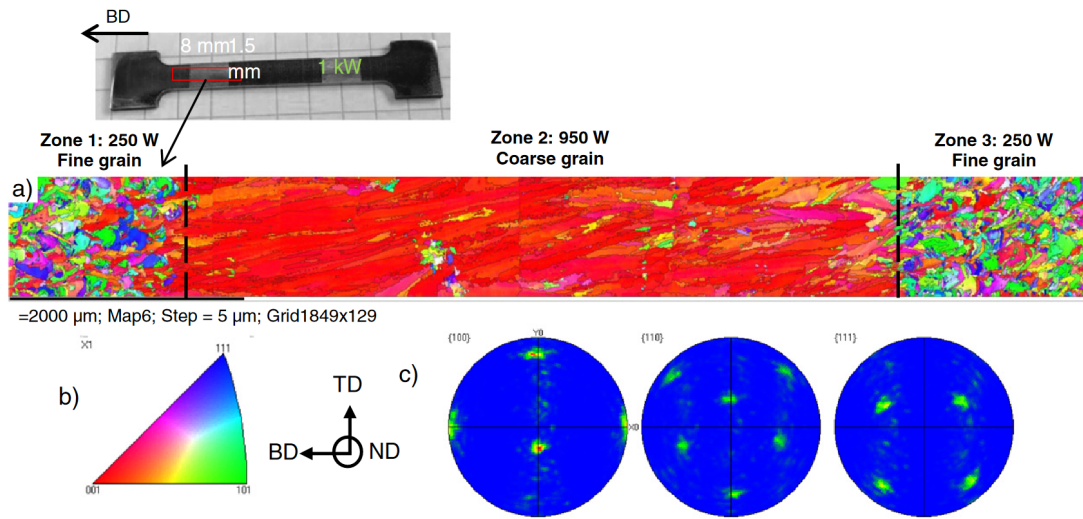 BD
8 mm1.5
mm
1 kW
Zone 1: 250 W
Fine grain
Zone 2: 950 W
Coarse grain
Zone 3: 250 W
Fine grain
a)
=2000 µm; Map6; Step = 5 µm; Grid1849x129
X1
111
b)
001
101
TD
BD
ND
c)
{100}
Y0
X0
{110}
{111}